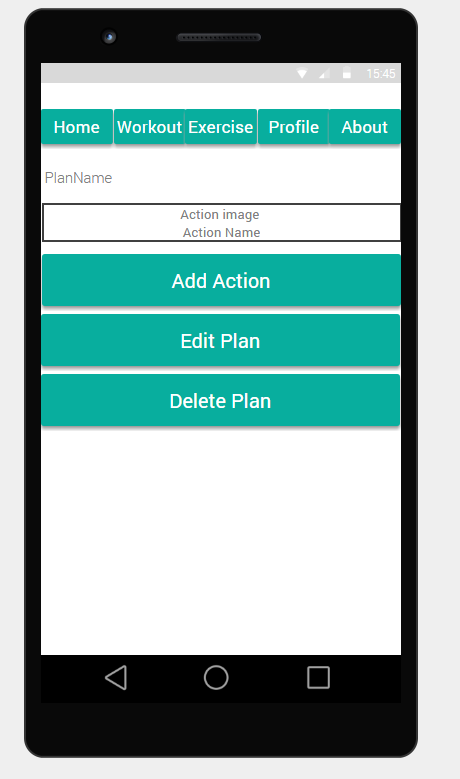 15:45
Home Workout Exercise Profile About
PlanName
Action image
Action Name
Add Action
Edit Plan
Delete Plan